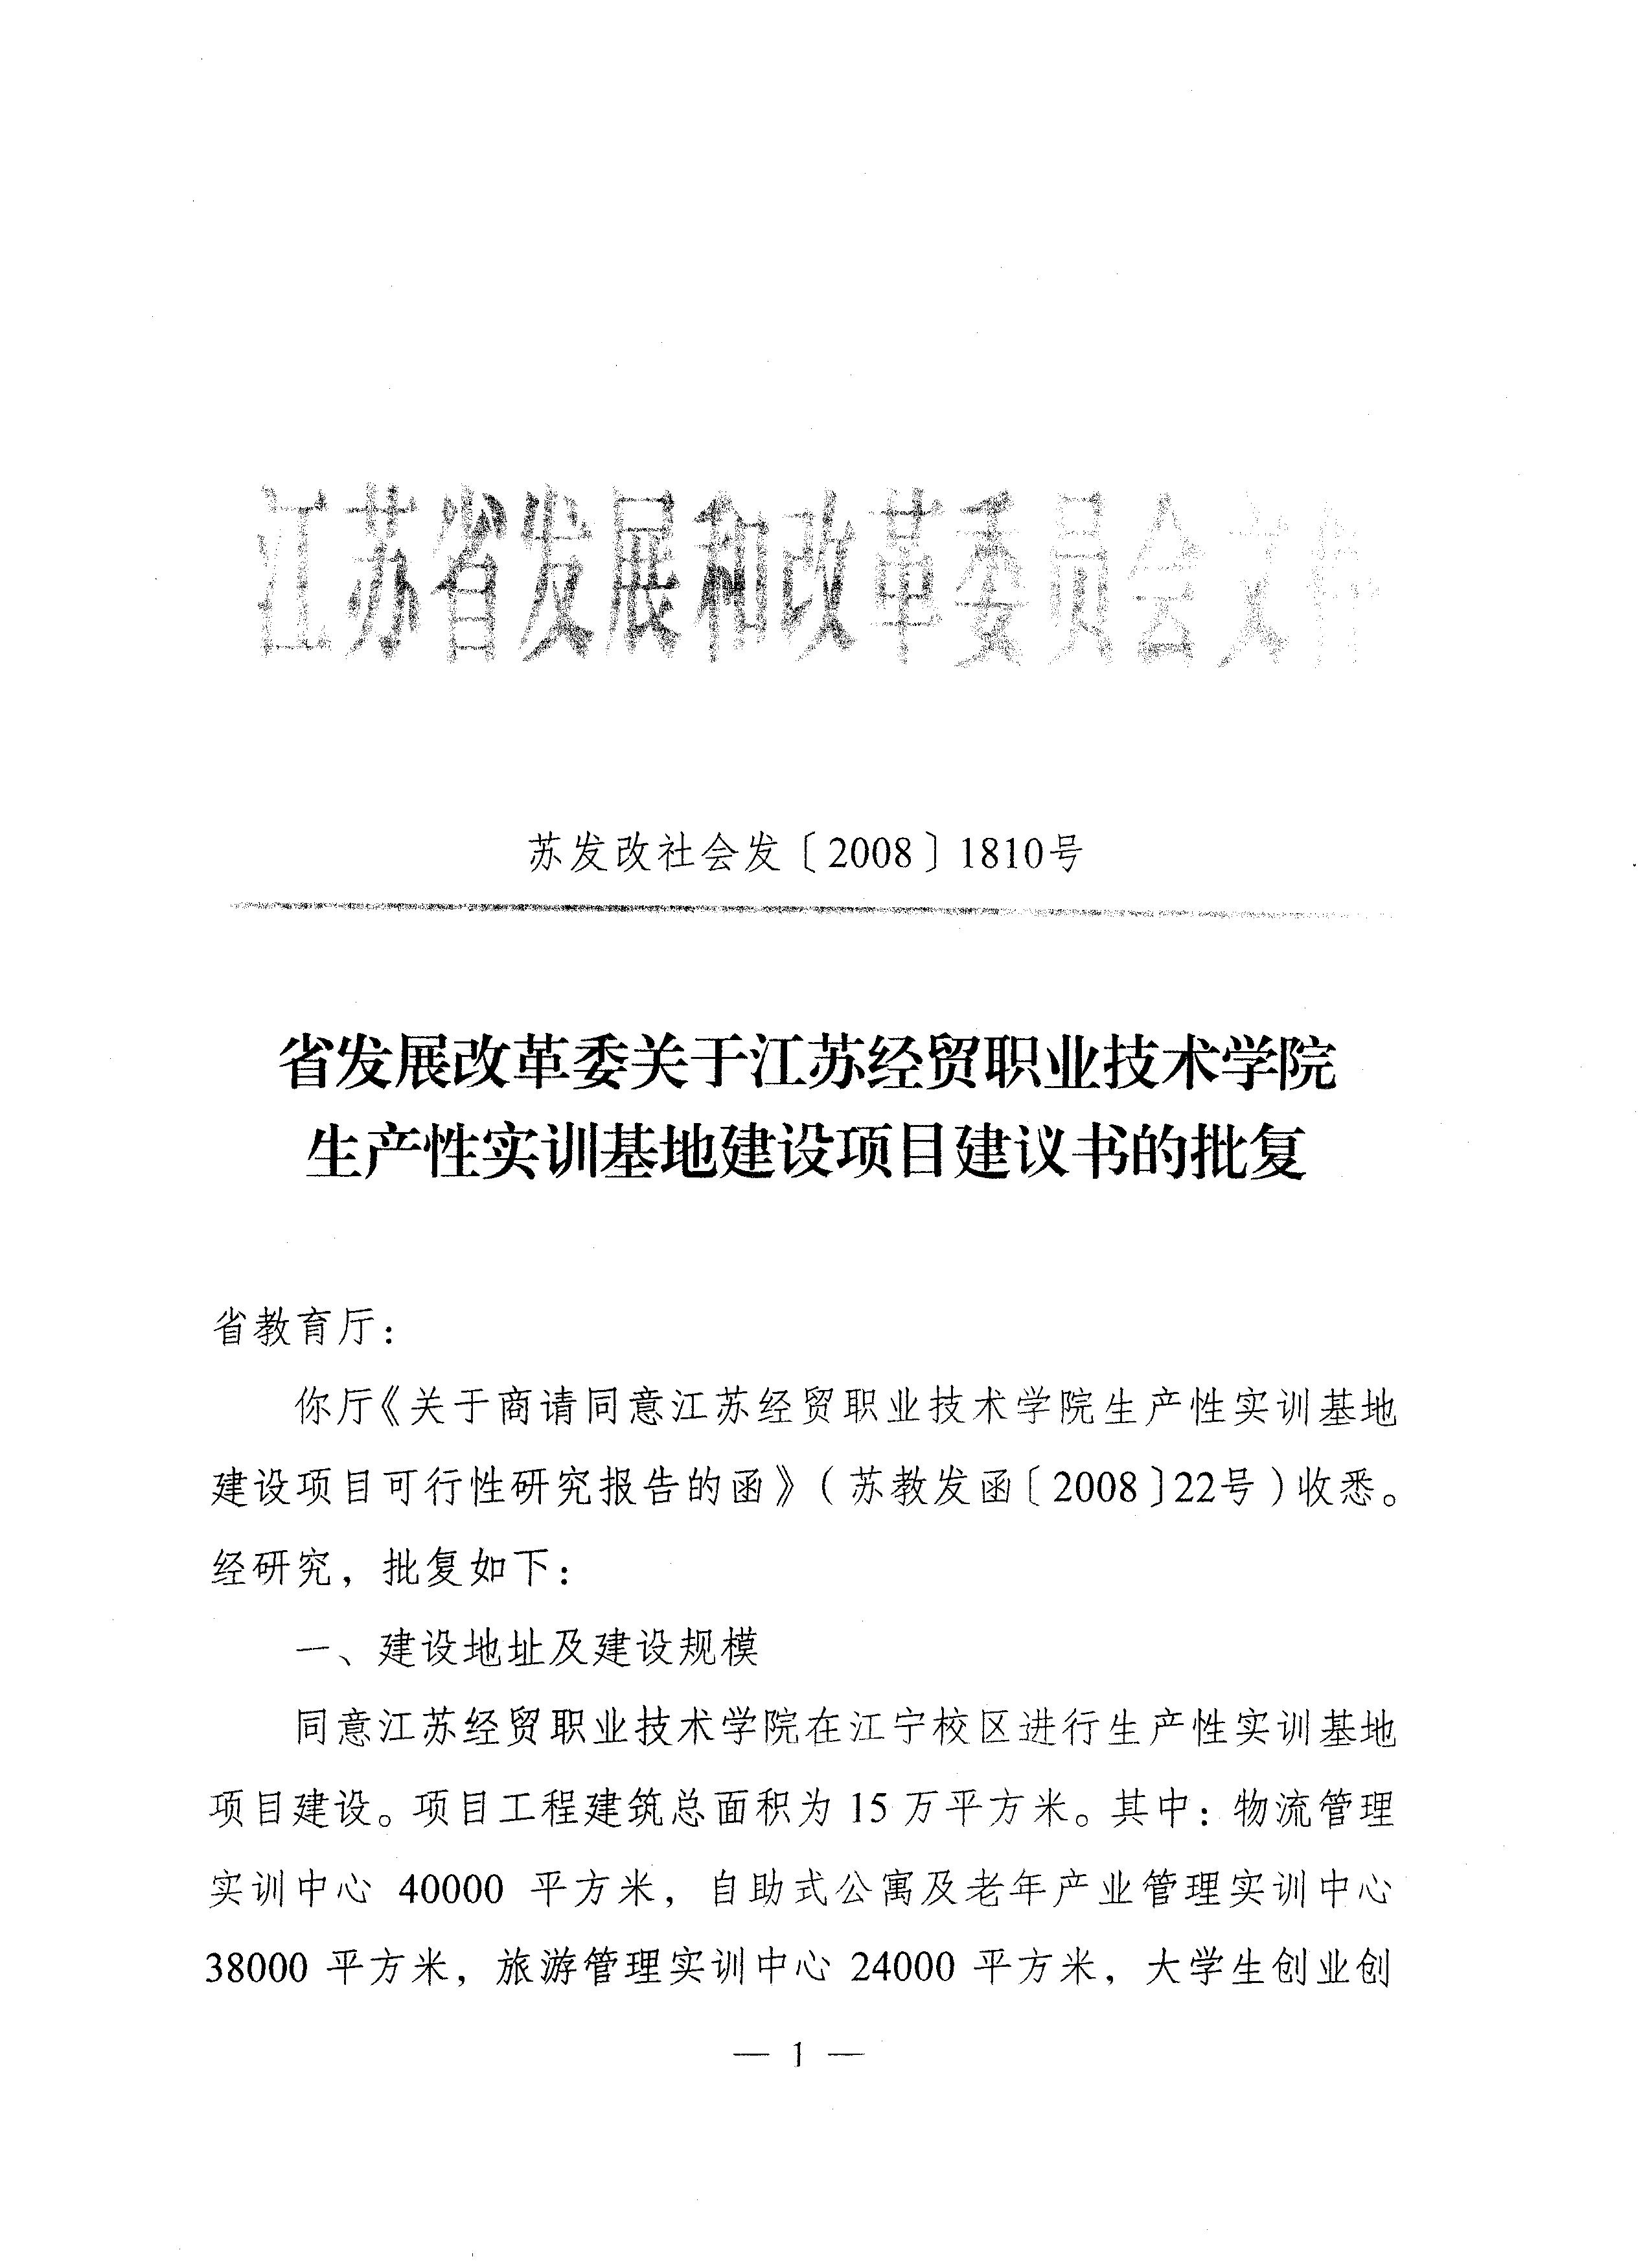 江苏省发展和改革委员会文件
苏发改社会发〔2008〕1810号
省发展改革委关于江苏经贸职业技术学院
生产性实训基地建设项目建议书的批复
省教育厅：
你厅《关于商请同意江苏经贸职业技术学院生产性实训基地
建设项目可行性研究报告的函》（苏教发函〔2008〕22号）收悉。
经研究，批复如下：
一、建设地址及建设规模
同意江苏经贸职业技术学院在江宁校区进行生产性实训基地
项目建设。项目工程建筑总面积为 15 万平方米。其中：物流管理
实训中心 40000 平方米，自助式公寓及老年产业管理实训中心
38000 平方米，旅游管理实训中心 24000 平方米，大学生创业创
— 1 —